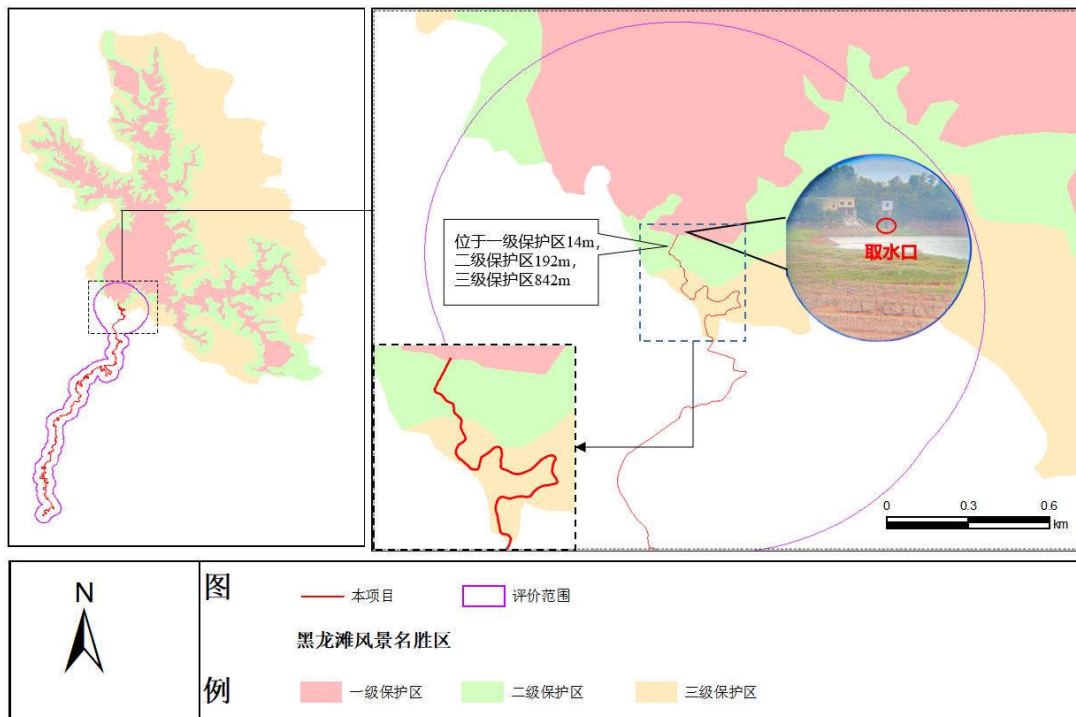 位于一级保护区14m，
二级保护区192m，
三级保护区842m
取水口
0 0.3 0.6
km
N
图
例
本项目
评价范围
黑龙滩风景名胜区
一级保护区
二级保护区
三级保护区